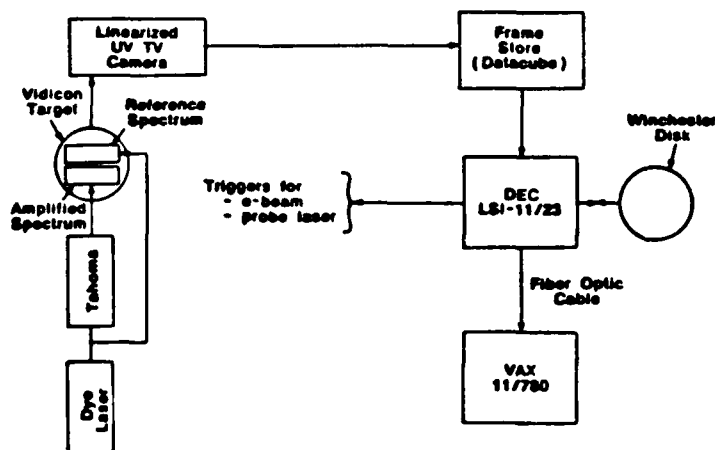 Linearized
UV TV
Camera
Frame
Store
(Datacube)
Vidicon
Target
Reference
Spectrum
Winchester
Disk
Triggers for
- e-beam
- probe laser
DEC
LSI-11/23
Amplified
Spectrum
Tahoma
Fiber Optic
Cable
VAX
11/780
Dye
Laser